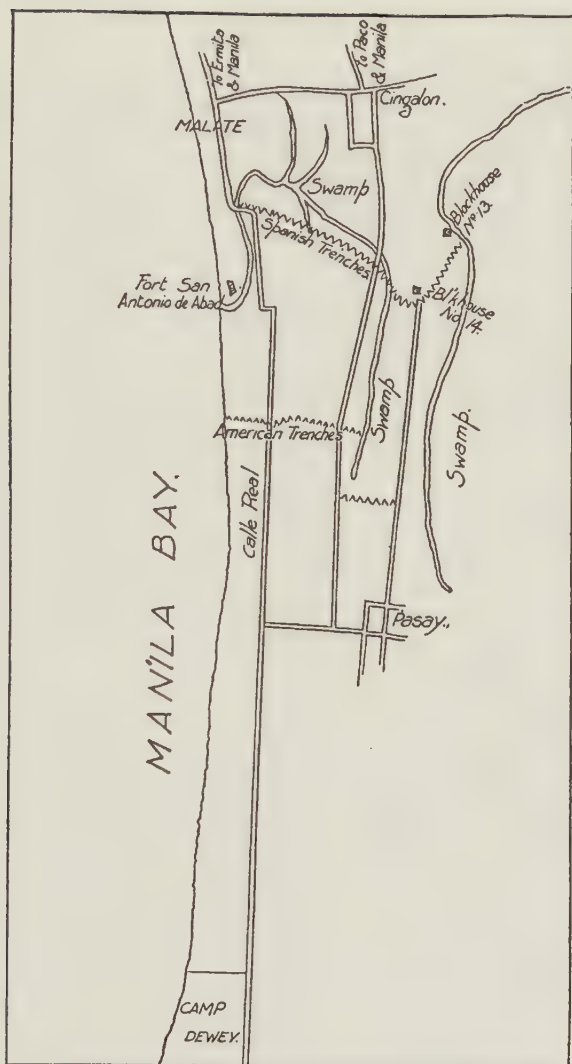 To Ermita
& Manila
to Paco
& Manila
MALATE
Cingalon.
Swamp
Blockhouse
No 13.
Spanish Trenches
Fort San
Antonio de Abad
Bl'khouse
No 14.
American Trenches
Swamp
Swamp.
Calle Real
MANILA BAY.
Pasay.
CAMP
DEWEY.